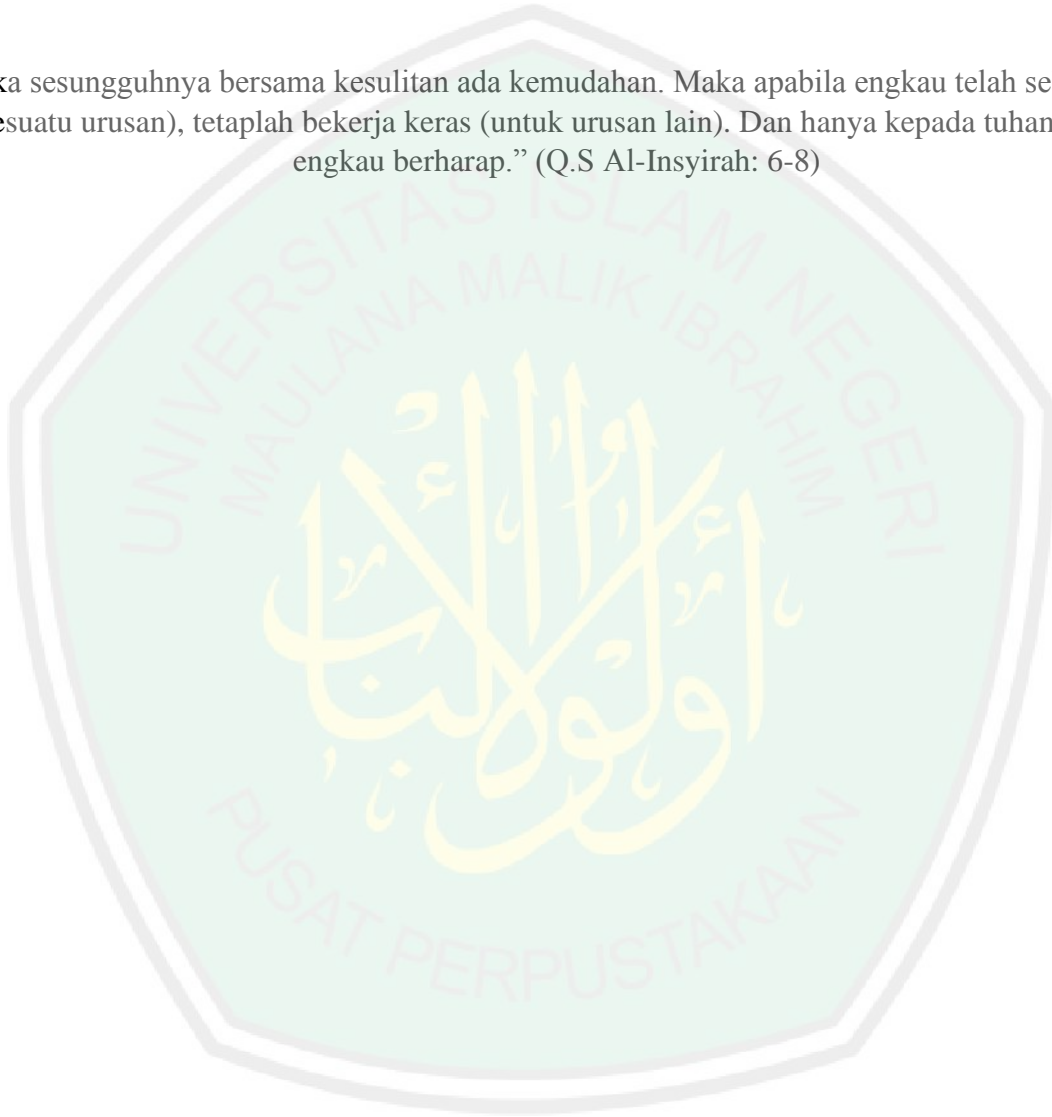 ka sesungguhnya bersama kesulitan ada kemudahan. Maka apabila engkau telah se
esuatu urusan), tetaplah bekerja keras (untuk urusan lain). Dan hanya kepada tuhan
engkau berharap.” (Q.S Al-Insyirah: 6-8)
UNIVERSITAS ISLAM NEGERI
MAULANA MALIK IBRAHIM
أولوا الألباب
PUSAT PERPUSTAKAAN